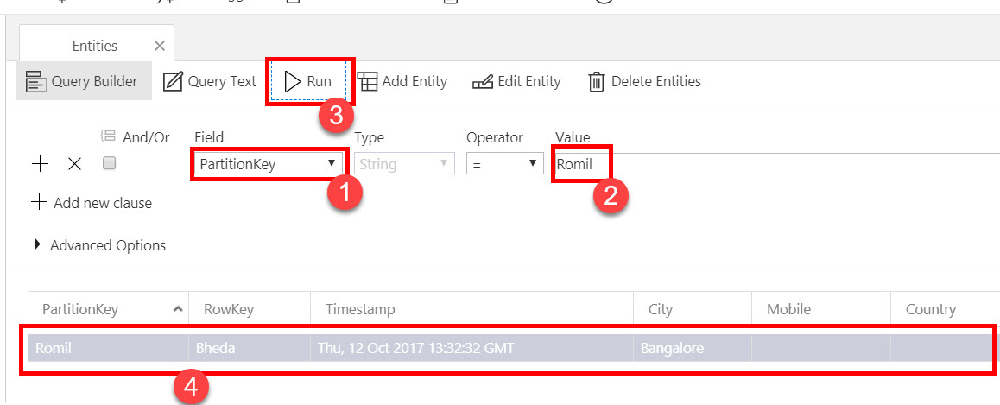 Entities
Query Builder Query Text Run Add Entity Edit Entity Delete Entities
3
And/Or Field Type Operator Value
PartitionKey String = Romil
1 2
Add new clause
Advanced Options
PartitionKey RowKey Timestamp City Mobile Country
Romil Bheda Thu, 12 Oct 2017 13:32:32 GMT Bangalore
4